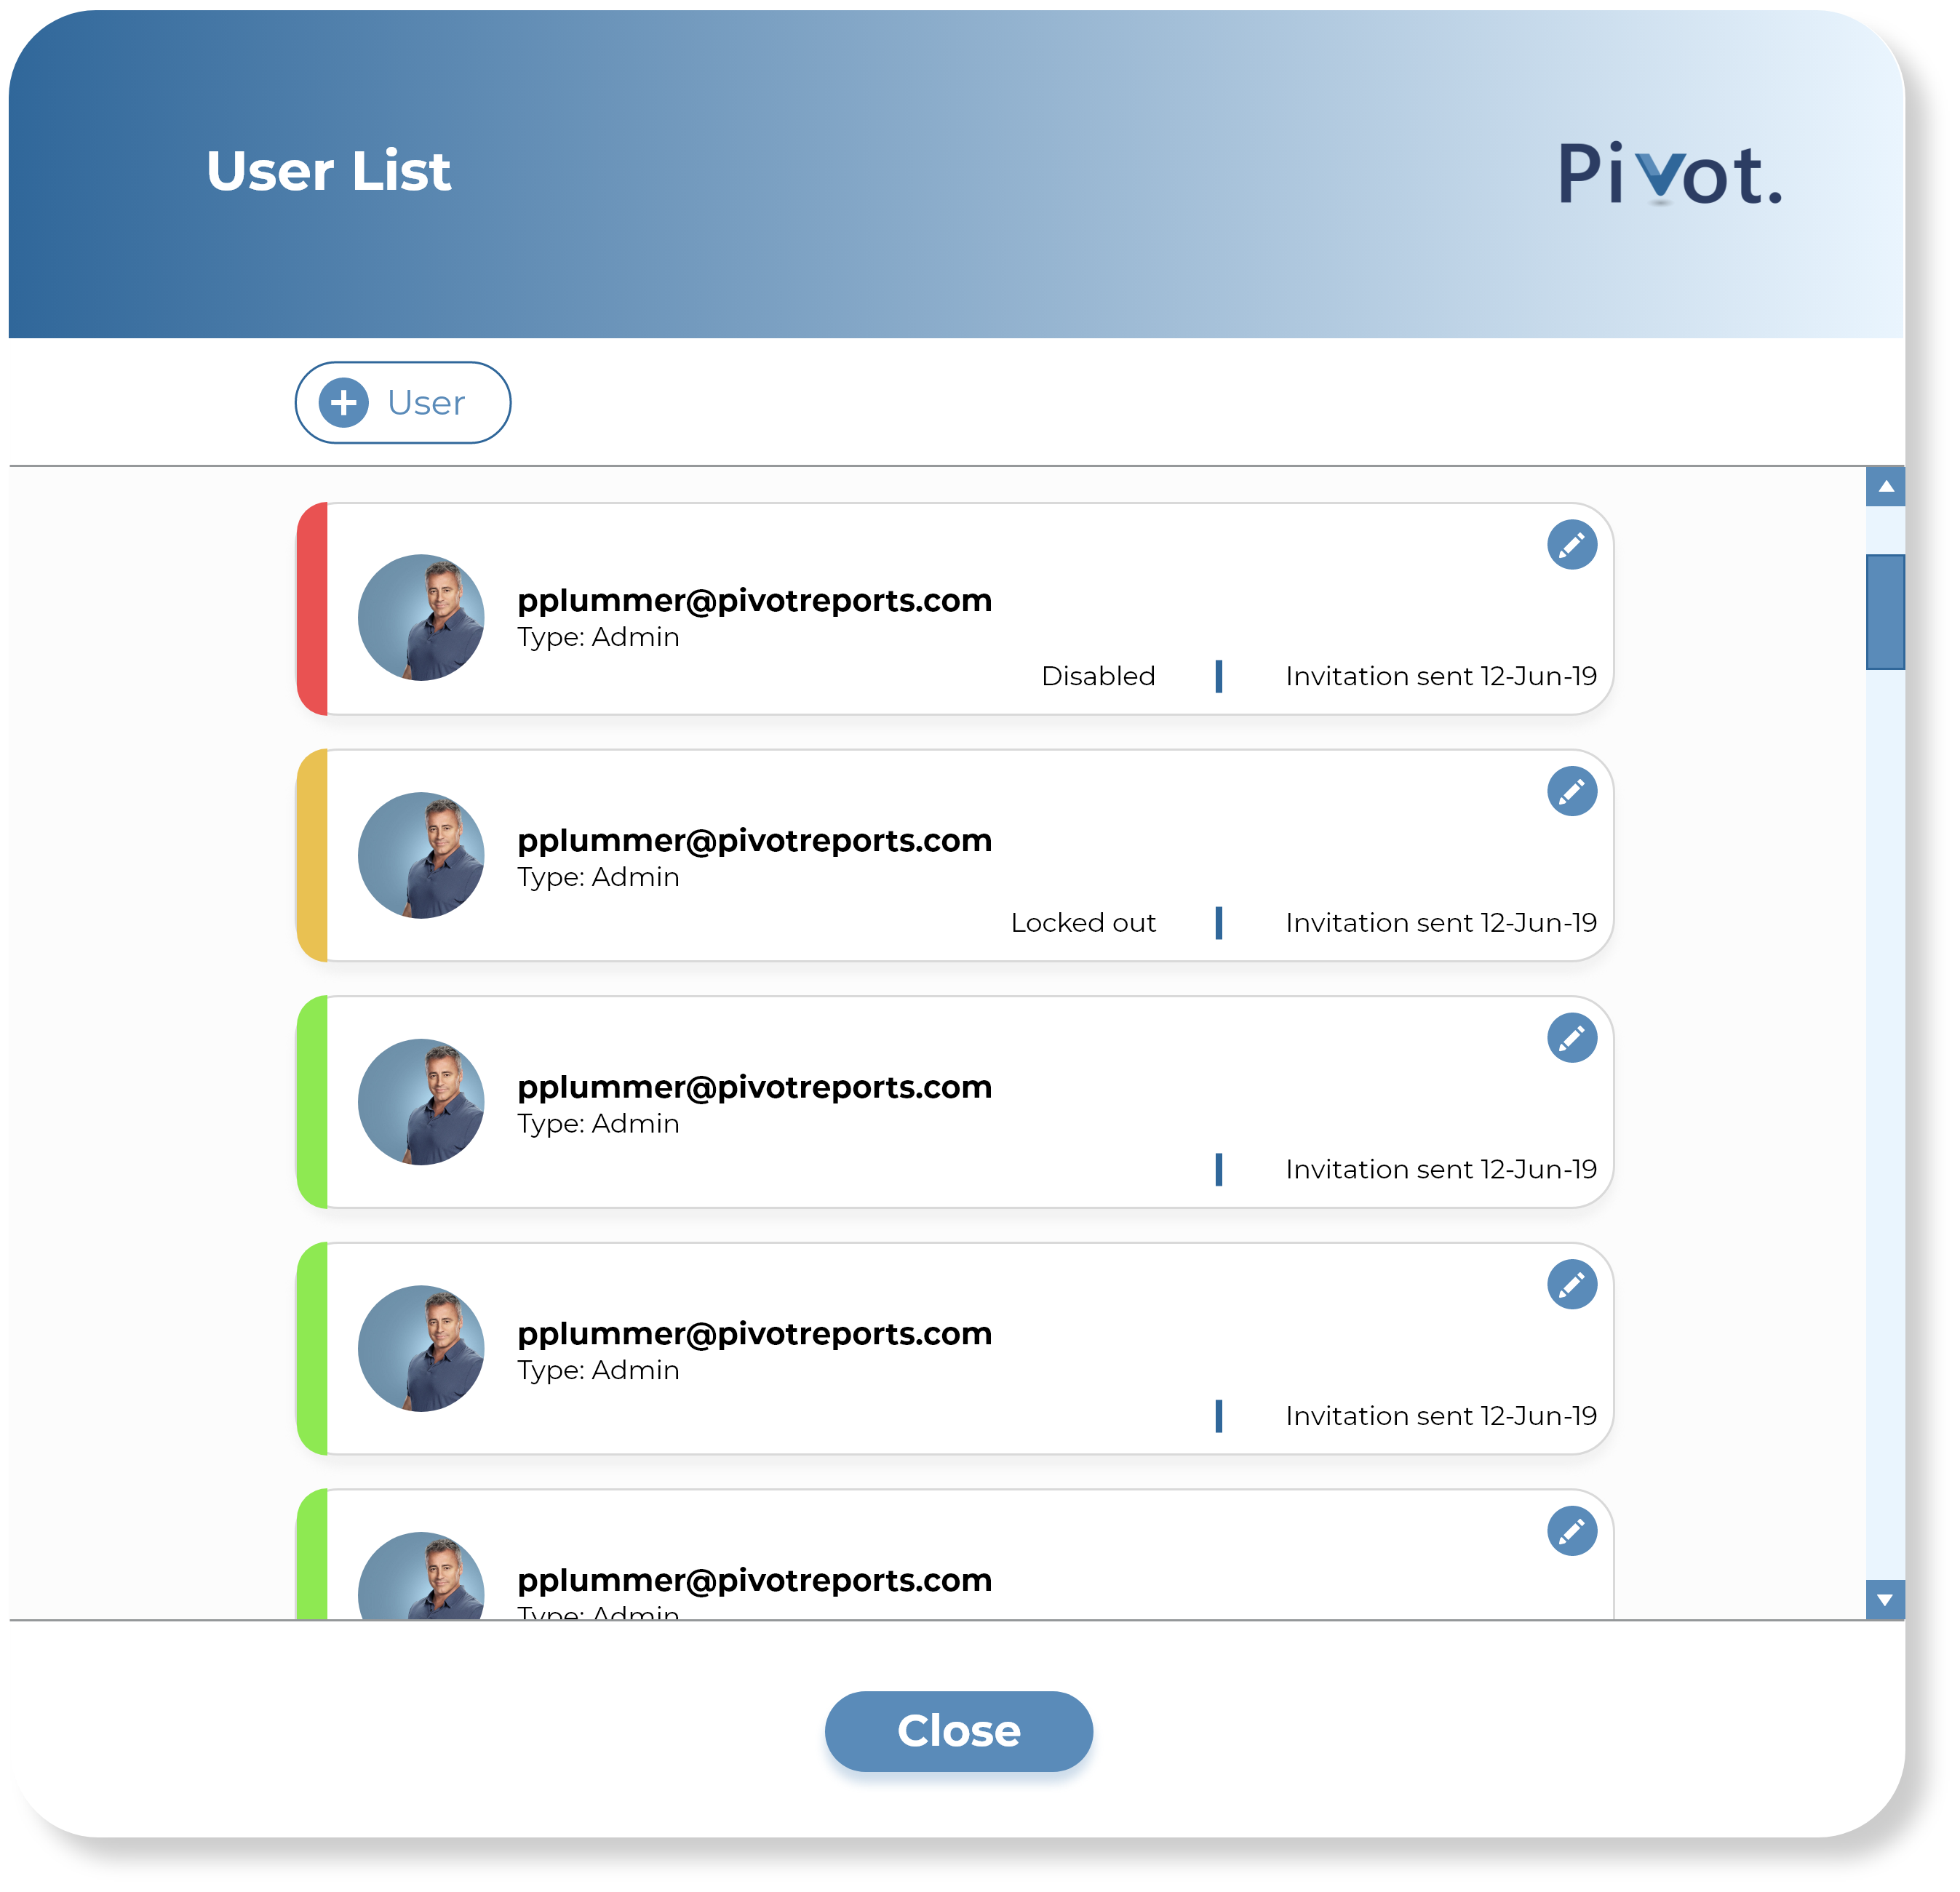 User List
Pivot.
User
pplummer@pivotreports.com
Type: Admin
Disabled
Invitation sent 12-Jun-19
pplummer@pivotreports.com
Type: Admin
Locked out
Invitation sent 12-Jun-19
pplummer@pivotreports.com
Type: Admin
Invitation sent 12-Jun-19
pplummer@pivotreports.com
Type: Admin
Invitation sent 12-Jun-19
pplummer@pivotreports.com
Type: Admin
Close